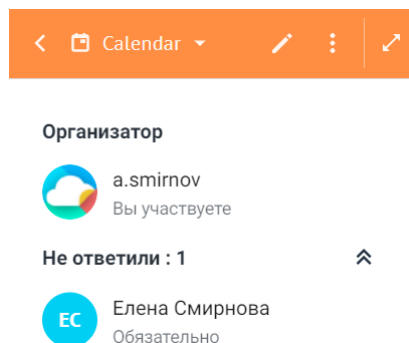 Calendar
Организатор
a.smirnov
Вы участвуете
Не ответили : 1
ЕС
Елена Смирнова
Обязательно